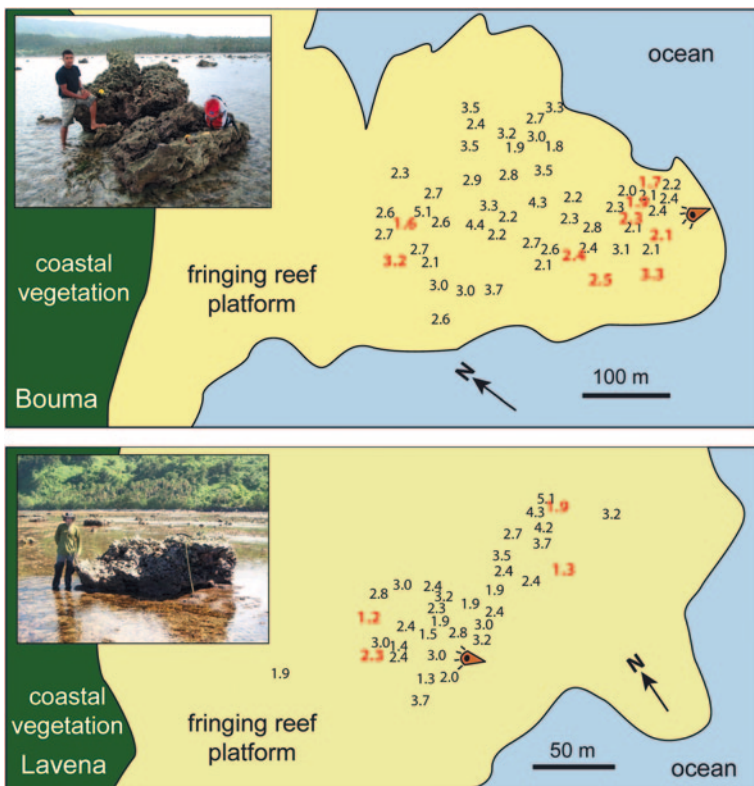 ocean
3.5 3.3
2.4 2.7
3.2 3.0
3.5 1.9 1.8
2.3 2.9 2.8 3.5 1.7 2.2
2.7 4.3 2.2 2.0 2.1 2.4
2.6 5.1 3.3 2.2 2.3 2.3 1.9 2.4
1.6 2.6 4.4 2.8 2.3 2.1
2.7 2.2 2.1
2.7 2.7 2.6 2.4 2.4 3.1 2.1
3.2 2.1 2.1
3.0 3.0 3.7 2.5 3.3
2.6
coastal
vegetation
fringing reef
platform
Bouma
N
100 m
5.1
4.3 1.9 3.2
4.2
2.7 3.7
3.5
2.4 2.4 1.3
3.0 2.4 1.9
2.8 3.2 1.9
2.3 2.4
1.2 1.9
2.4 1.5 2.8 3.0
3.0 1.4 3.2
2.3 2.4 3.0
1.9 1.3 2.0
3.7
coastal
vegetation
fringing reef
platform
Lavena
N
50 m
ocean